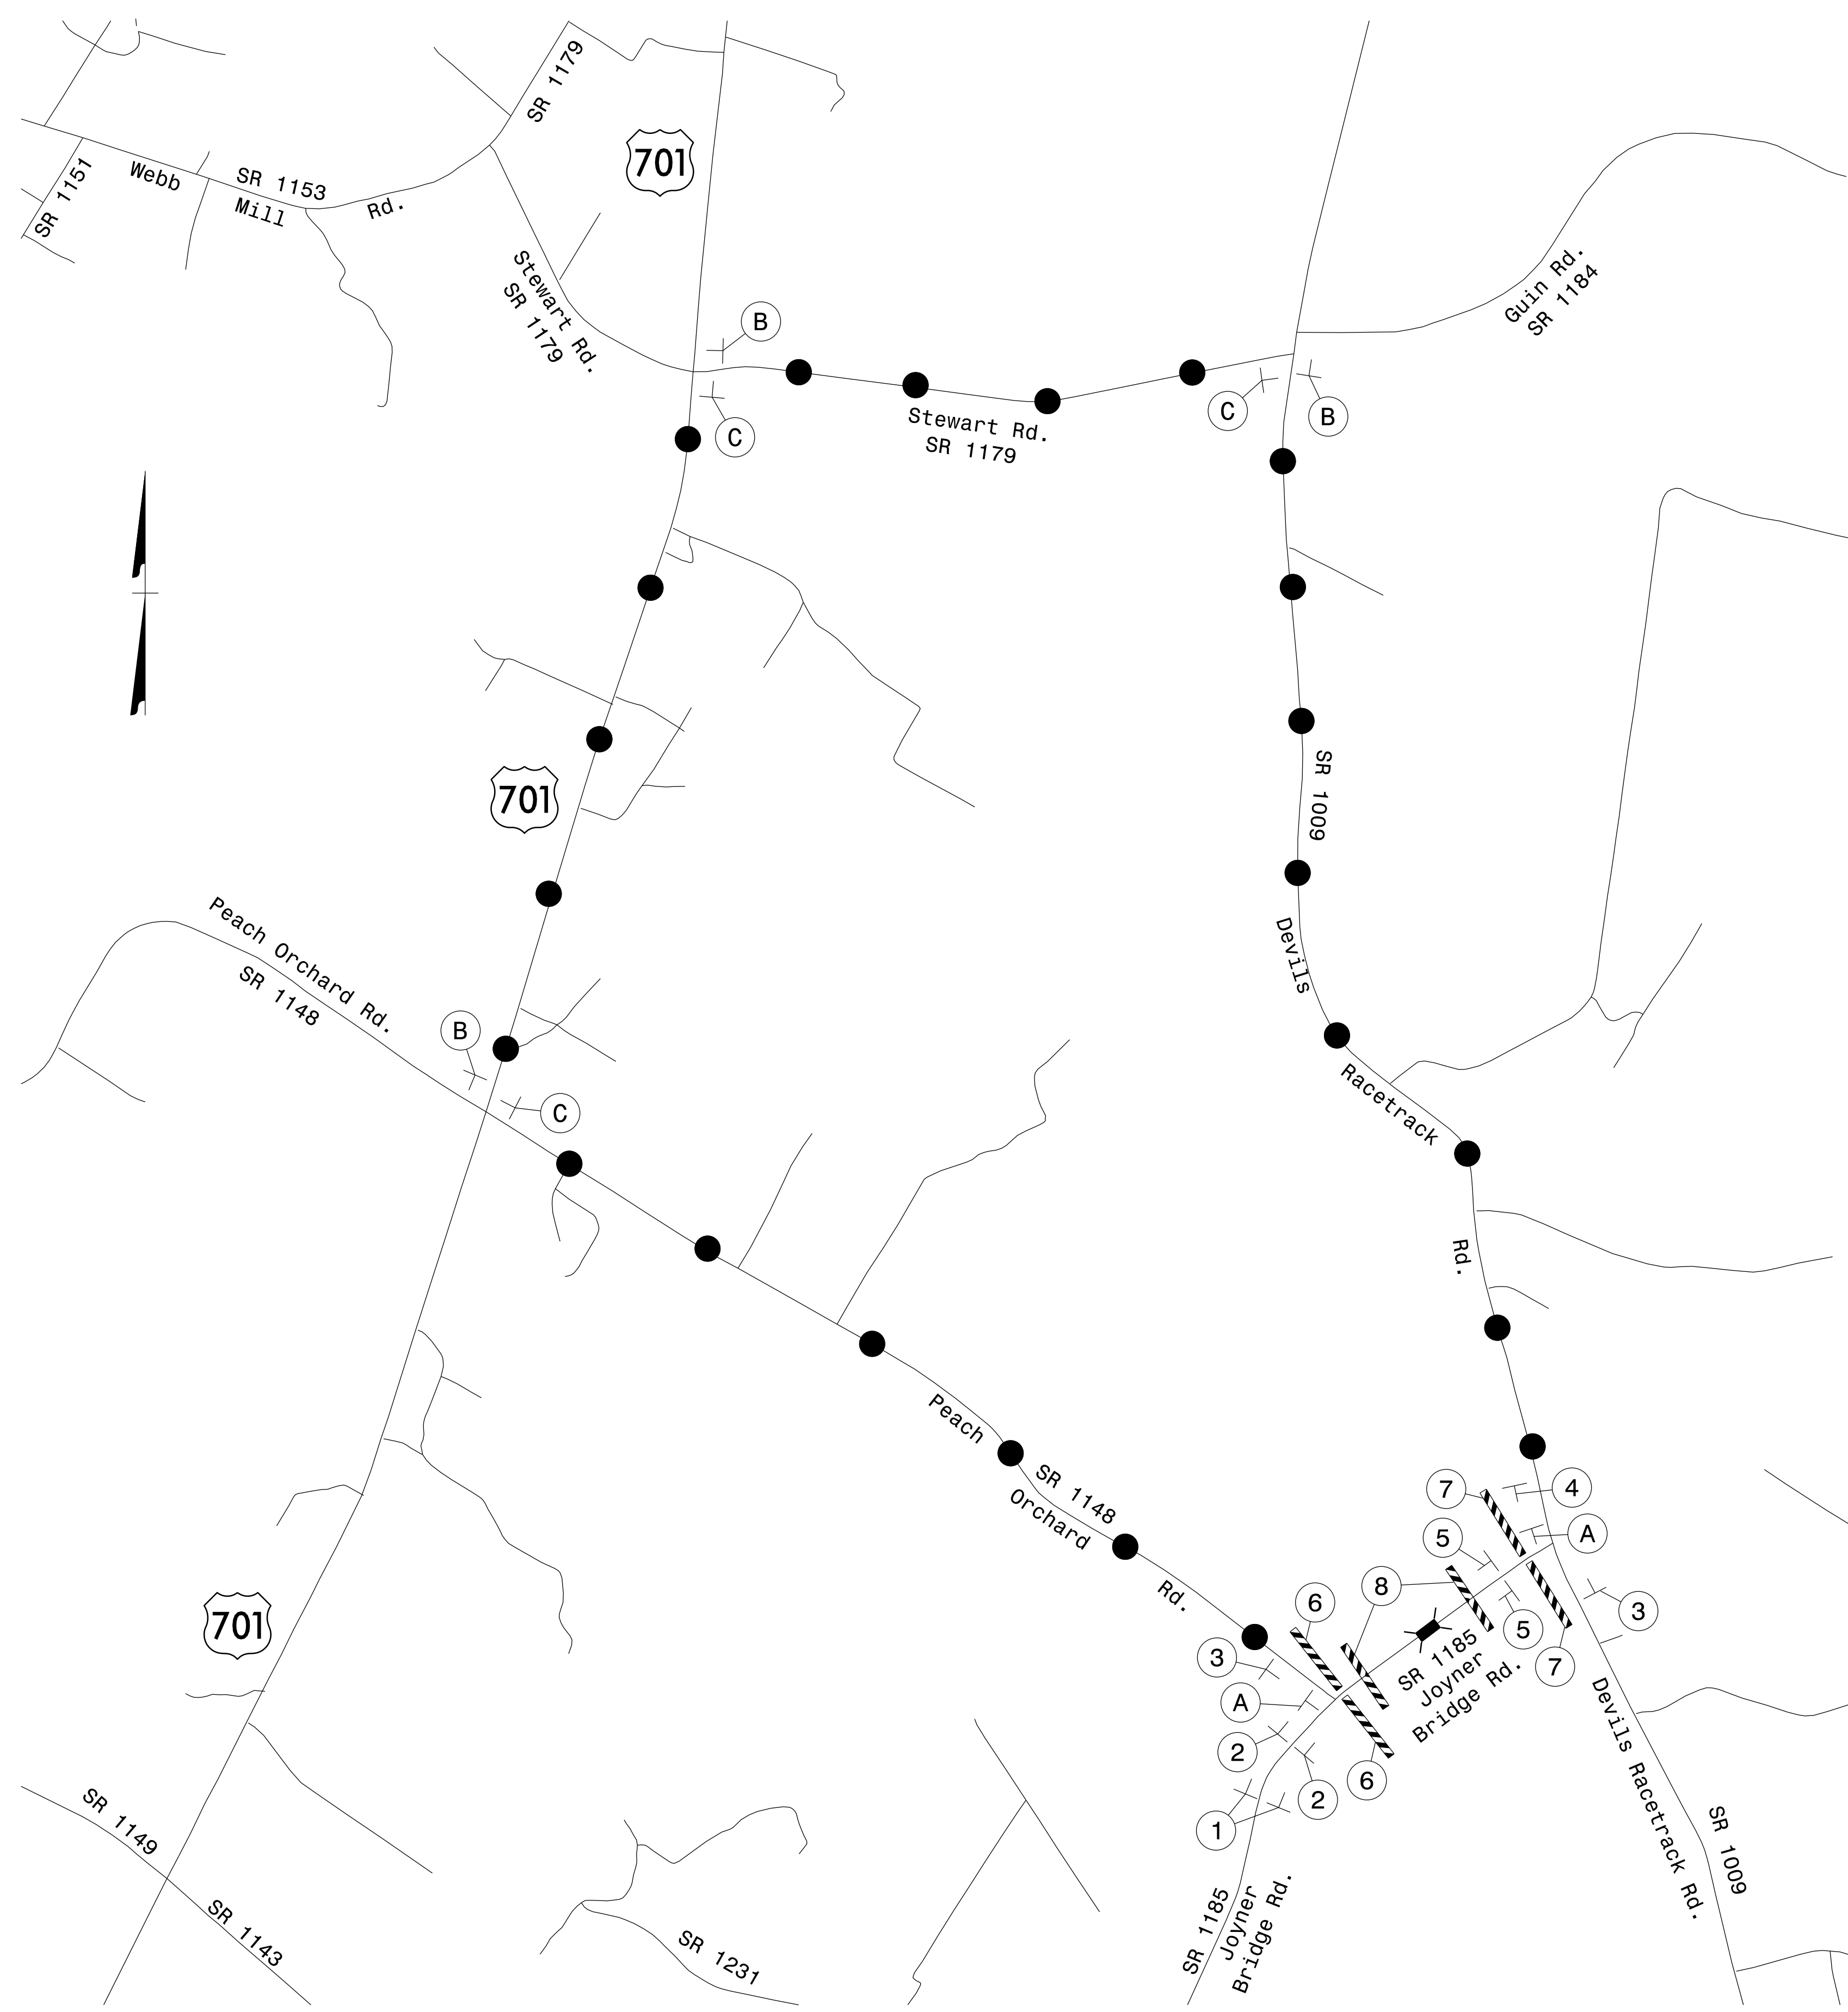 SR 1179
701
SR 1151
Webb
SR 1153
Mill
Rd.
Stewart Rd.
SR 1179
Guin Rd.
SR 1184
B
C
Stewart Rd.
SR 1179
C
B
701
SR 1009
Devils
Racetrack
Rd.
Peach Orchard Rd.
SR 1148
B
C
Peach
SR 1148
Orchard
Rd.
7
4
5
A
8
6
3
5
3
7
SR 1185
Joyner
Bridge Rd.
A
2
6
2
1
701
Devils Racetrack Rd.
SR 1009
SR 1149
SR 1143
SR 1231
SR 1185
Joyner
Bridge Rd.